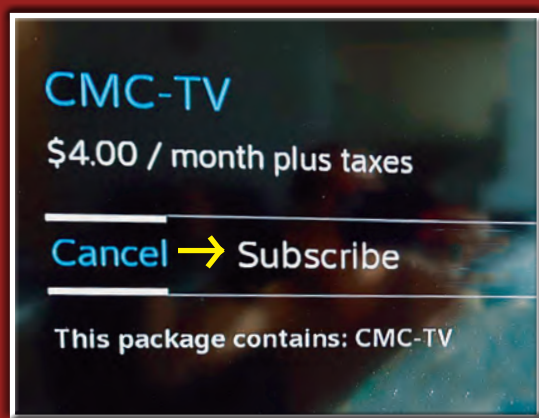 CMC-TV
$4.00 / month plus taxes
Cancel → Subscribe
This package contains: CMC-TV